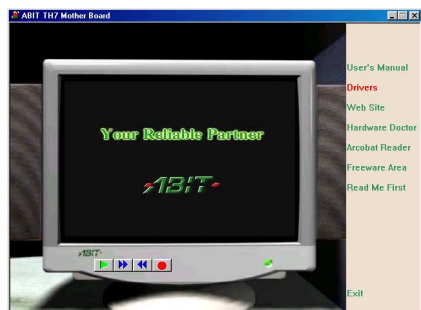 ABIT TH7 Mother Board
User's Manual
Drivers
Web Site
Hardware Doctor
Arcobat Reader
Freeware Area
Read Me First
Exit
Your Reliable Partner
ABIT
ABIT